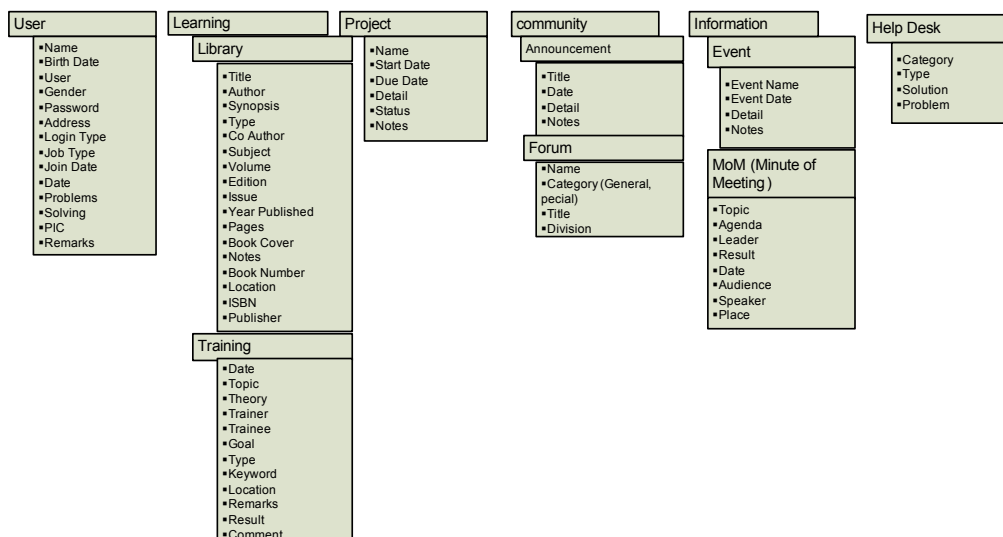 User
▪Name
▪Birth Date
▪User
▪Gender
▪Password
▪Address
▪Login Type
▪Job Type
▪Join Date
▪Date
▪Problems
▪Solving
▪PIC
▪Remarks
Learning
Library
▪Title
▪Author
▪Synopsis
▪Type
▪Co Author
▪Subject
▪Volume
▪Edition
▪Issue
▪Year Published
▪Pages
▪Book Cover
▪Notes
▪Book Number
▪Location
▪ISBN
▪Publisher
Training
▪Date
▪Topic
▪Theory
▪Trainer
▪Trainee
▪Goal
▪Type
▪Keyword
▪Location
▪Remarks
▪Result
▪Comment
Project
▪Name
▪Start Date
▪Due Date
▪Detail
▪Status
▪Notes
community
Announcement
▪Title
▪Date
▪Detail
▪Notes
Forum
▪Name
▪Category (General,
pecial)
▪Title
▪Division
Information
Event
▪Event Name
▪Event Date
▪Detail
▪Notes
MoM (Minute of
Meeting )
▪Topic
▪Agenda
▪Leader
▪Result
▪Date
▪Audience
▪Speaker
▪Place
Help Desk
▪Category
▪Type
▪Solution
▪Problem